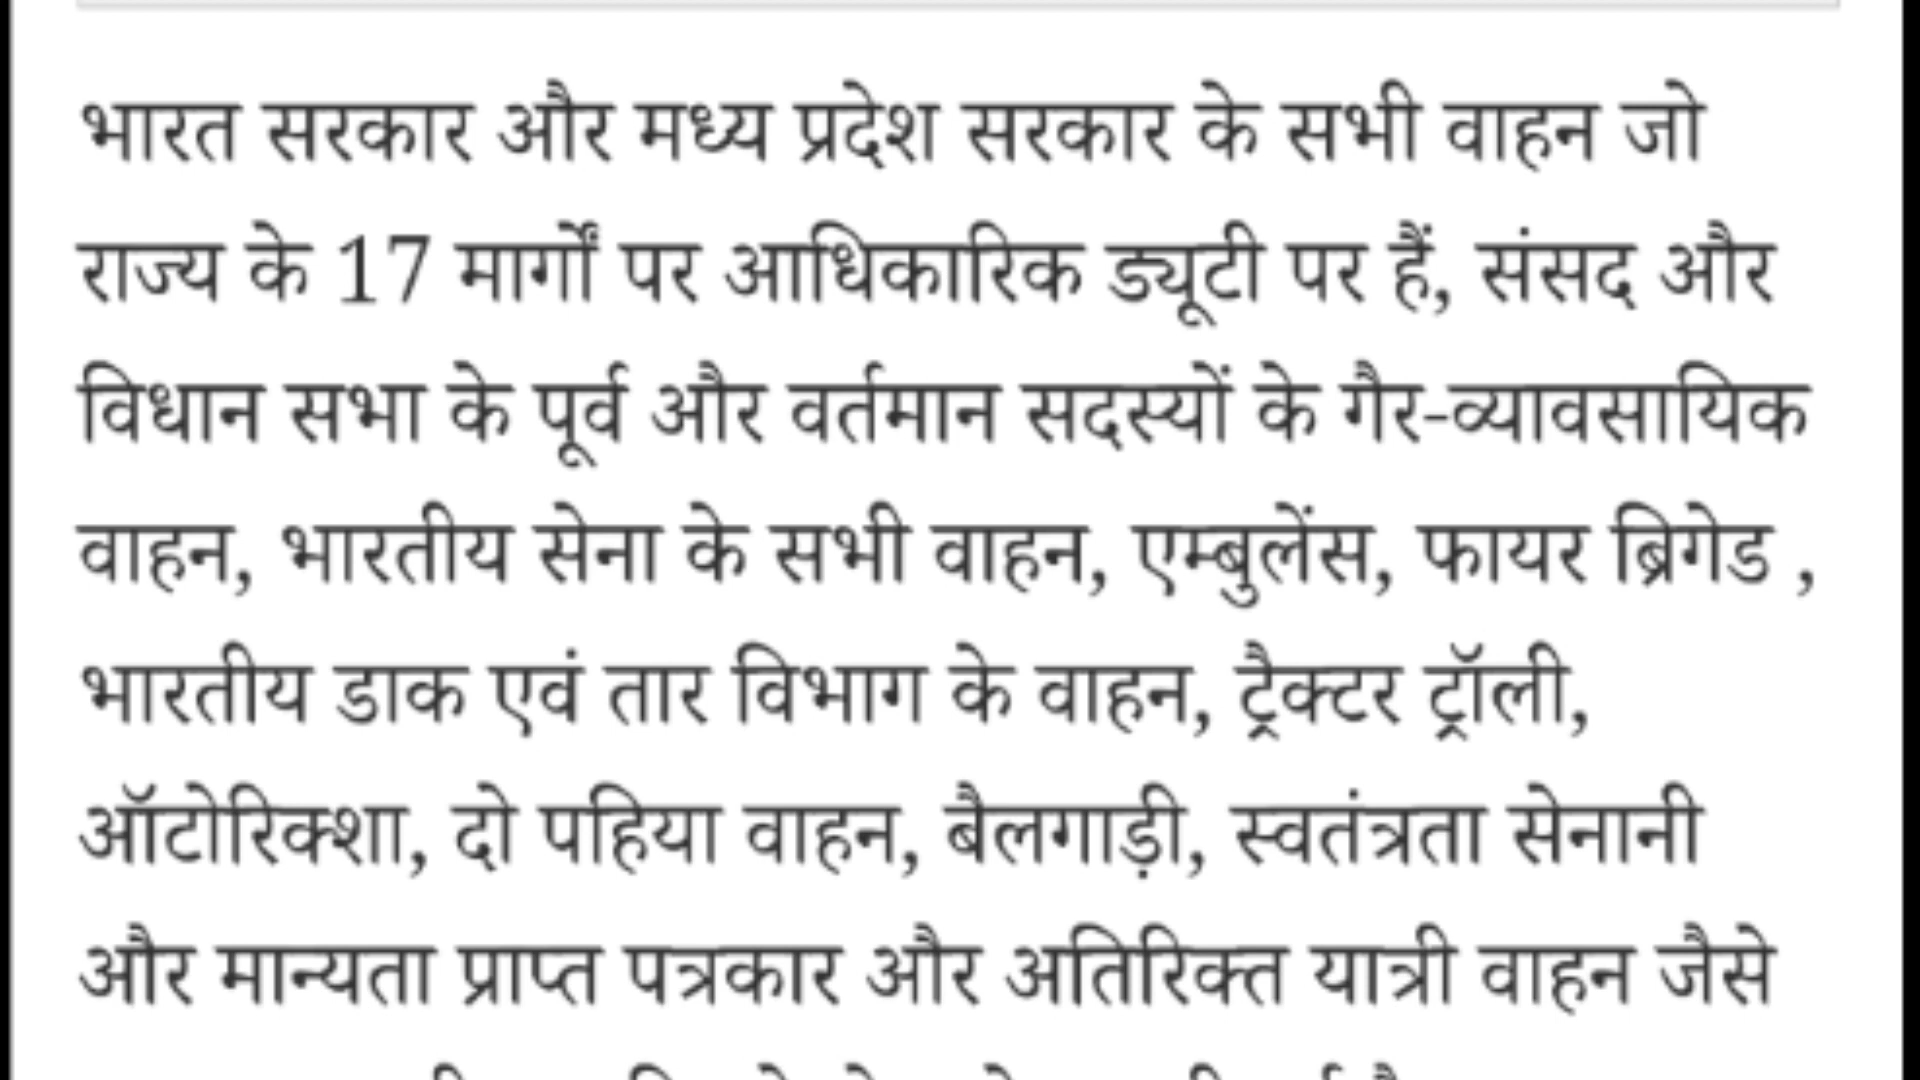 भारत सरकार और मध्य प्रदेश सरकार के सभी वाहन जो
राज्य के 17 मार्गों पर आधिकारिक ड्यूटी पर हैं, संसद और
विधान सभा के पूर्व और वर्तमान सदस्यों के गैर-व्यावसायिक
वाहन, भारतीय सेना के सभी वाहन, एम्बुलेंस, फायर ब्रिगेड ,
भारतीय डाक एवं तार विभाग के वाहन, ट्रैक्टर ट्रॉली,
ऑटोरिक्शा, दो पहिया वाहन, बैलगाड़ी, स्वतंत्रता सेनानी
और मान्यता प्राप्त पत्रकार और अतिरिक्त यात्री वाहन जैसे